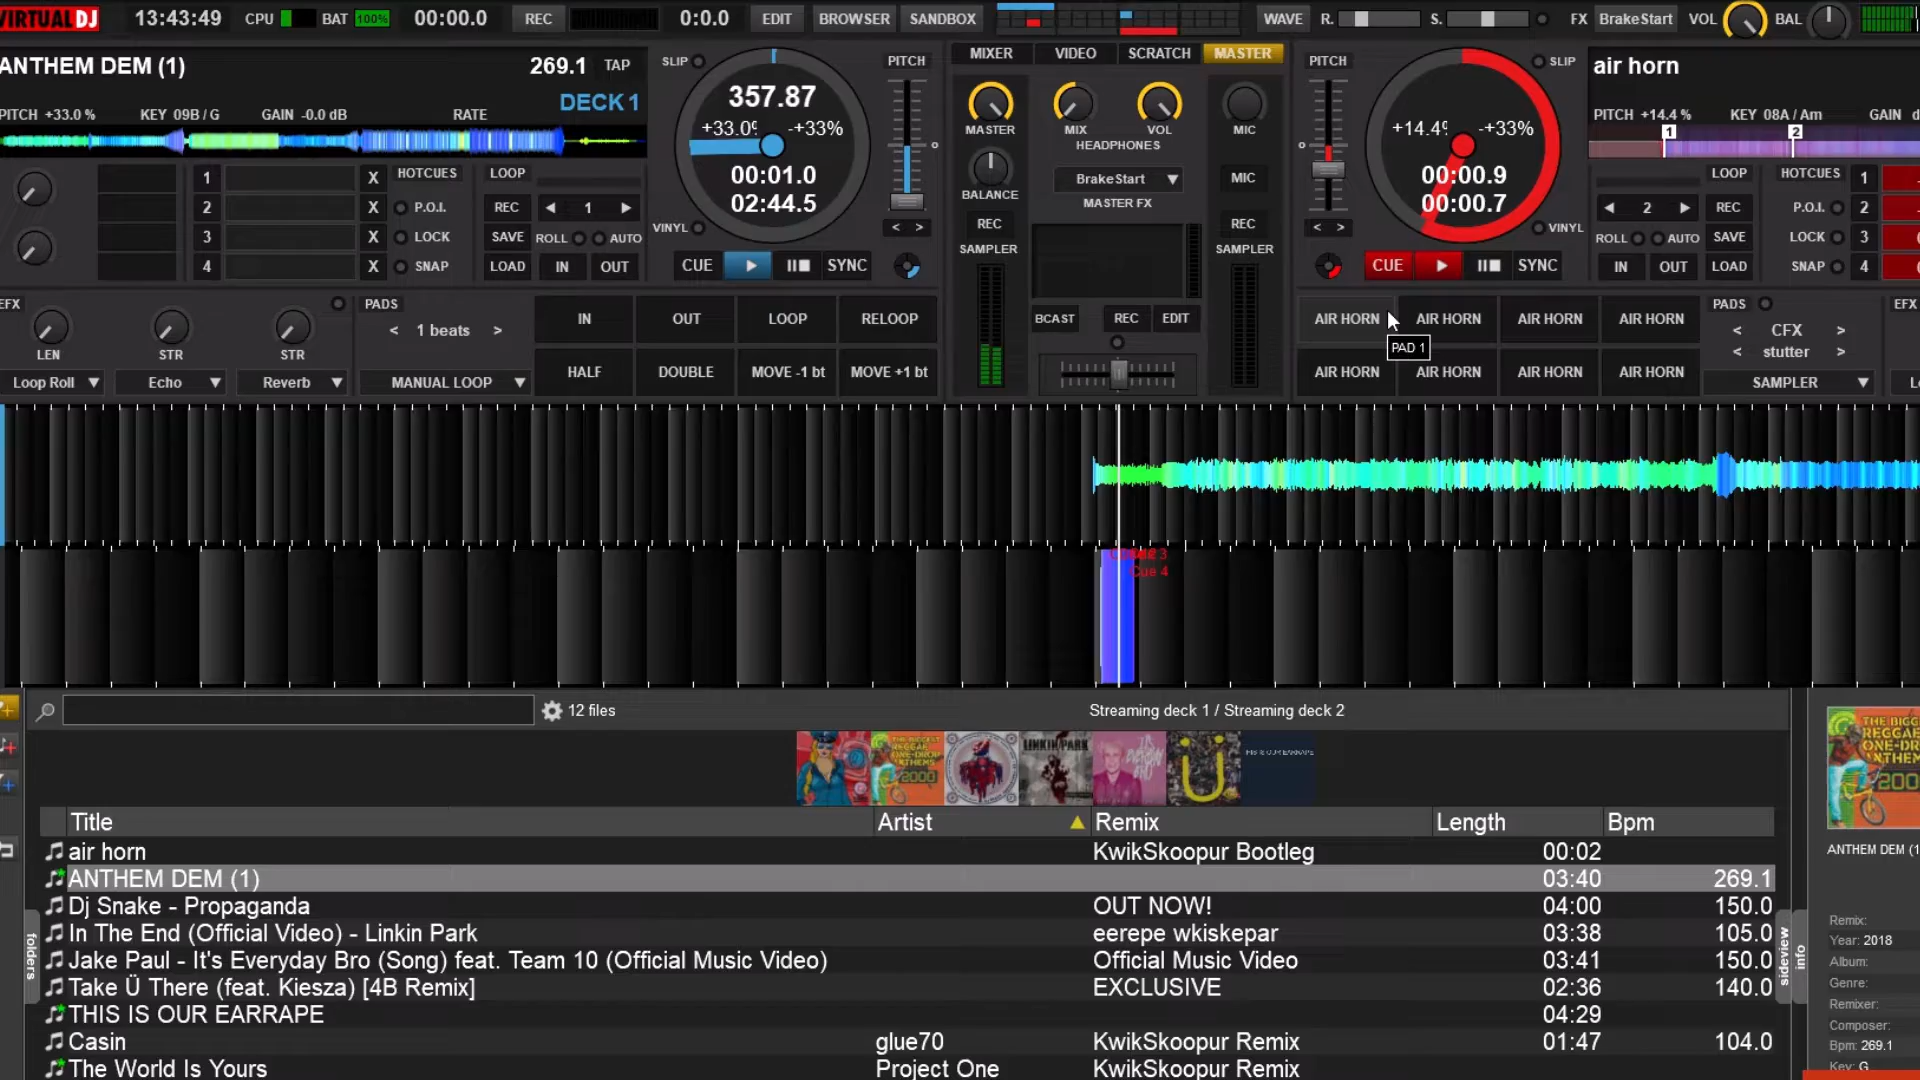 VIRTUAL DJ 13:43:49 CPU BAT 100% 00:00.0 REC 0:0.0 EDIT BROWSER SANDBOX WAVE R. S. FX BrakeStart VOL BAL
ANTHEM DEM (1) 269.1 TAP
DECK 1
PITCH +33.0 % KEY 09B / G GAIN -0.0 dB RATE
SLIP 357.87 PITCH
+33.0 -+33%
00:01.0
02:44.5
VINYL < >
1 X HOTCUES LOOP
2 X P.O.I. REC ◀ 1 ▶
3 X LOCK SAVE ROLL AUTO
4 X SNAP LOAD IN OUT
CUE SYNC
MIXER VIDEO SCRATCH MASTER
MASTER MIX VOL MIC
HEADPHONES
BALANCE BrakeStart ▼ MIC
MASTER FX
REC REC
SAMPLER SAMPLER
BCAST REC EDIT
PITCH SLIP
+14.4 -+33%
00:00.9
00:00.7
< > VINYL
CUE SYNC
air horn
PITCH +14.4 % KEY 08A / Am GAIN
1 2
LOOP HOTCUES 1
◀ 2 ▶ REC P.O.I. 2
ROLL AUTO SAVE LOCK 3
IN OUT LOAD SNAP 4
EFX PADS
LEN STR STR < 1 beats >
Loop Roll ▼ Echo ▼ Reverb ▼ MANUAL LOOP ▼
IN OUT LOOP RELOOP
HALF DOUBLE MOVE -1 bt MOVE +1 bt
AIR HORN AIR HORN AIR HORN AIR HORN
PAD 1
AIR HORN AIR HORN AIR HORN AIR HORN
PADS EFX
< CFX >
< stutter >
SAMPLER ▼
Cue 4
12 files Streaming deck 1 / Streaming deck 2
LINKIN PARK
THIS IS OUR EARRAPE
Title Artist Remix Length Bpm
air horn KwikSkoopur Bootleg 00:02
ANTHEM DEM (1) 03:40 269.1
Dj Snake - Propaganda OUT NOW! 04:00 150.0
In The End (Official Video) - Linkin Park eerepe wkiskepar 03:38 105.0
Jake Paul - It's Everyday Bro (Song) feat. Team 10 (Official Music Video) Official Music Video 03:41 150.0
Take Ü There (feat. Kiesza) [4B Remix] EXCLUSIVE 02:36 140.0
THIS IS OUR EARRAPE 04:29
Casin glue70 KwikSkoopur Remix 01:47 104.0
The World Is Yours Project One KwikSkoopur Remix
folders
sideview
info
ANTHEM DEM (1
Remix:
Year: 2018
Album:
Genre:
Remixer:
Composer:
Bpm: 269.1
Key: G